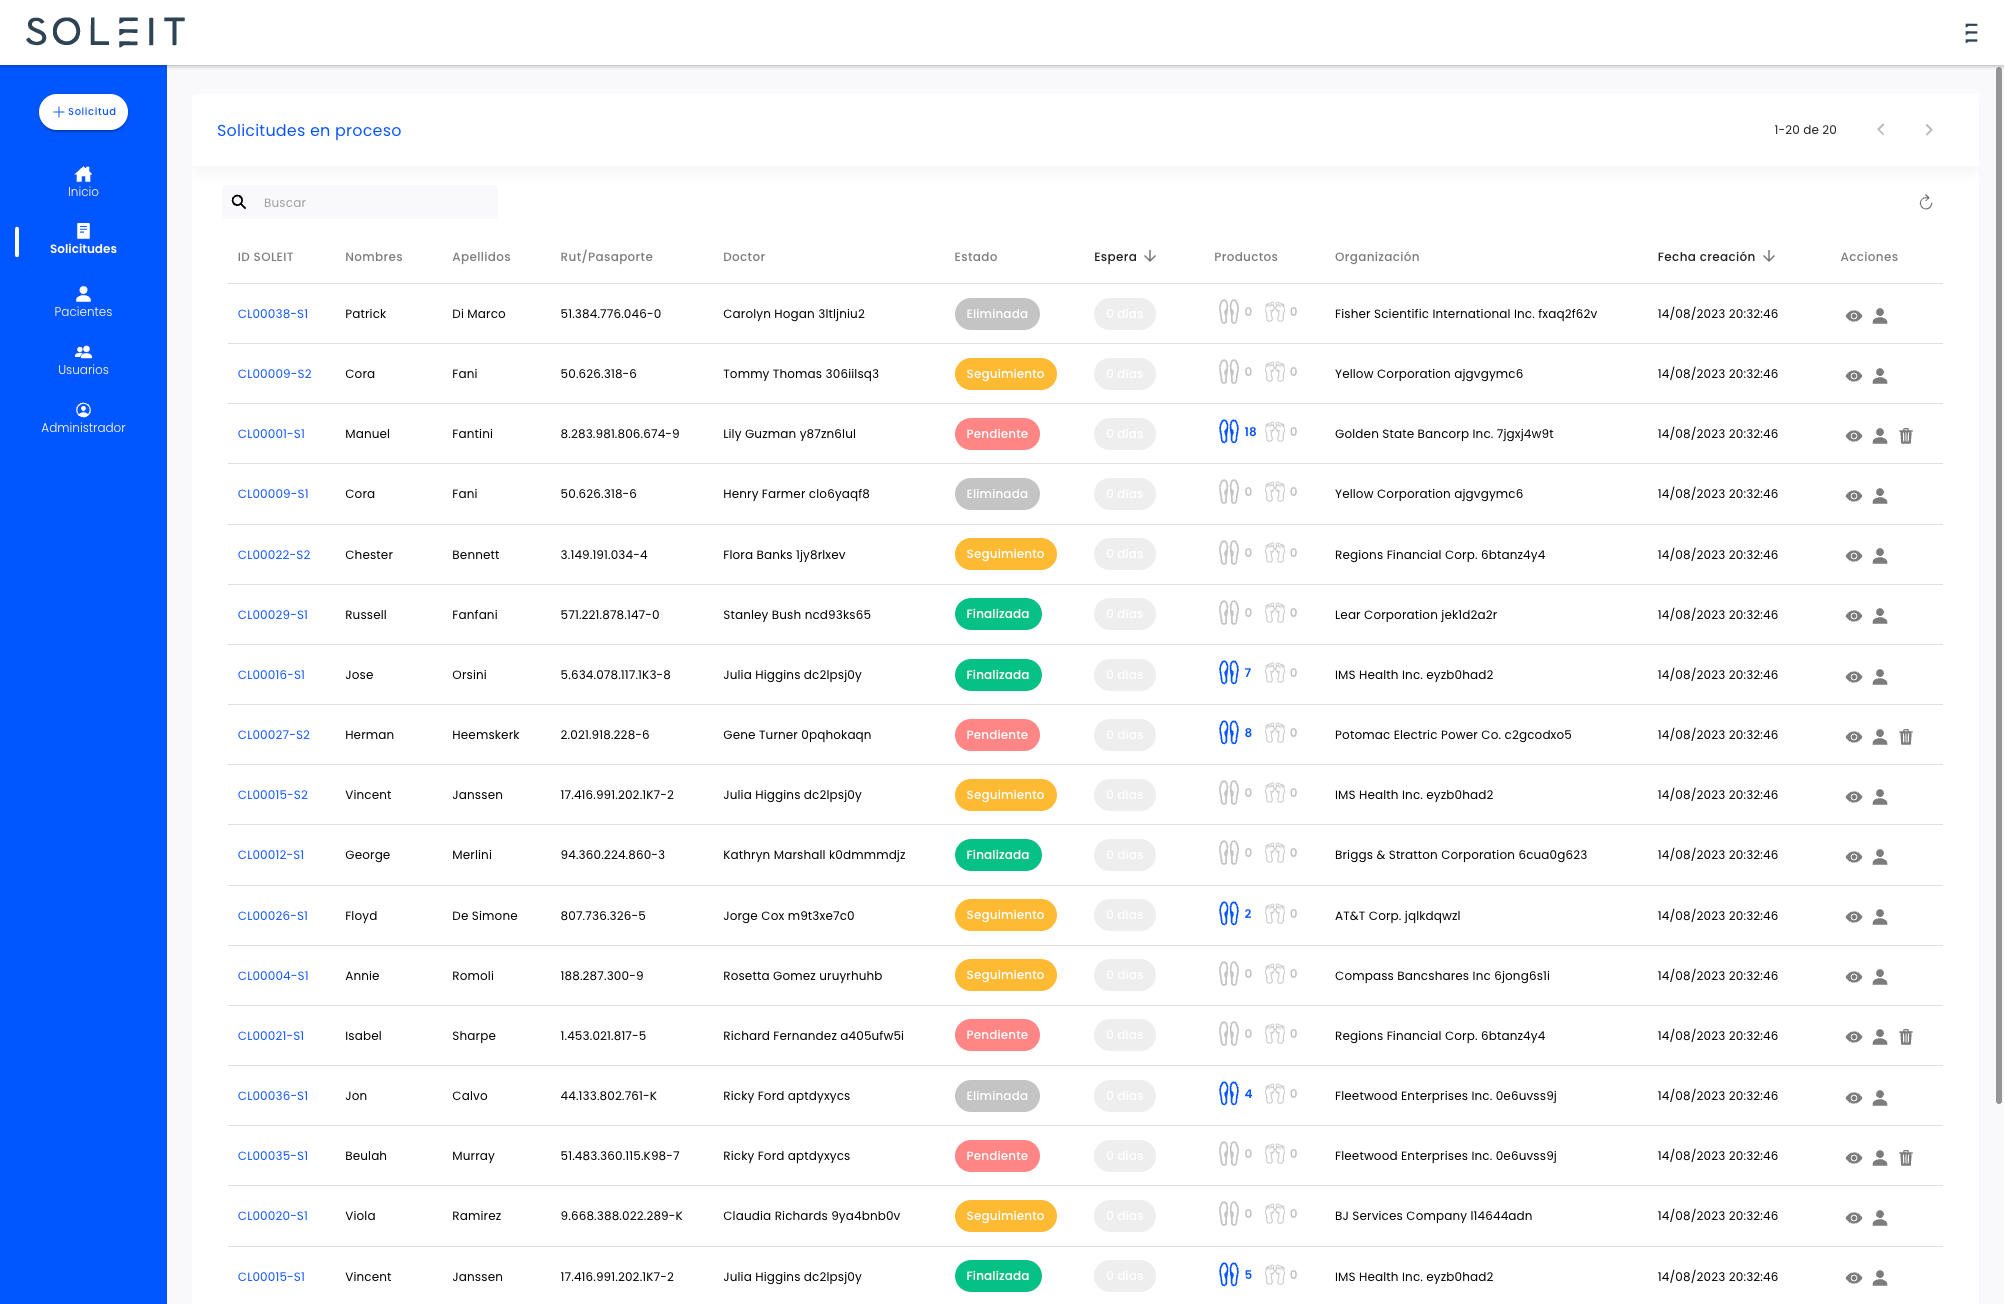 SOLEIT
+ Solicitud
Inicio
Solicitudes
Pacientes
Usuarios
Administrador
Solicitudes en proceso
1-20 de 20
Buscar
ID SOLEIT Nombres Apellidos Rut/Pasaporte Doctor Estado Espera Productos Organización Fecha creación Acciones
CL00038-S1 Patrick Di Marco 51.384.776.046-0 Carolyn Hogan 3ltljniu2 Eliminada 0 días 0 0 Fisher Scientific International Inc. fxaq2f62v 14/08/2023 20:32:46
CL00009-S2 Cora Fani 50.626.318-6 Tommy Thomas 306iilsq3 Seguimiento 0 días 0 0 Yellow Corporation ajgvgymc6 14/08/2023 20:32:46
CL00001-S1 Manuel Fantini 8.283.981.806.674-9 Lily Guzman y87zn6lul Pendiente 0 días 18 0 Golden State Bancorp Inc. 7jgxj4w9t 14/08/2023 20:32:46
CL00009-S1 Cora Fani 50.626.318-6 Henry Farmer clo6yaqf8 Eliminada 0 días 0 0 Yellow Corporation ajgvgymc6 14/08/2023 20:32:46
CL00022-S2 Chester Bennett 3.149.191.034-4 Flora Banks 1jy8rlxev Seguimiento 0 días 0 0 Regions Financial Corp. 6btanz4y4 14/08/2023 20:32:46
CL00029-S1 Russell Fanfani 571.221.878.147-0 Stanley Bush ncd93ks65 Finalizada 0 días 0 0 Lear Corporation jek1d2a2r 14/08/2023 20:32:46
CL00016-S1 Jose Orsini 5.634.078.117.1K3-8 Julia Higgins dc2lpsj0y Finalizada 0 días 7 0 IMS Health Inc. eyzb0had2 14/08/2023 20:32:46
CL00027-S2 Herman Heemskerk 2.021.918.228-6 Gene Turner 0pqhokaqn Pendiente 0 días 8 0 Potomac Electric Power Co. c2gcodxo5 14/08/2023 20:32:46
CL00015-S2 Vincent Janssen 17.416.991.202.1K7-2 Julia Higgins dc2lpsj0y Seguimiento 0 días 0 0 IMS Health Inc. eyzb0had2 14/08/2023 20:32:46
CL00012-S1 George Merlini 94.360.224.860-3 Kathryn Marshall k0dmmmdjz Finalizada 0 días 0 0 Briggs & Stratton Corporation 6cua0g623 14/08/2023 20:32:46
CL00026-S1 Floyd De Simone 807.736.326-5 Jorge Cox m9t3xe7c0 Seguimiento 0 días 2 0 AT&T Corp. jqlkdqwzl 14/08/2023 20:32:46
CL00004-S1 Annie Romoli 188.287.300-9 Rosetta Gomez uruyrhuhb Seguimiento 0 días 0 0 Compass Bancshares Inc 6jong6s1i 14/08/2023 20:32:46
CL00021-S1 Isabel Sharpe 1.453.021.817-5 Richard Fernandez a405ufw5i Pendiente 0 días 0 0 Regions Financial Corp. 6btanz4y4 14/08/2023 20:32:46
CL00036-S1 Jon Calvo 44.133.802.761-K Ricky Ford aptdyxycs Eliminada 0 días 4 0 Fleetwood Enterprises Inc. 0e6uvss9j 14/08/2023 20:32:46
CL00035-S1 Beulah Murray 51.483.360.115.K98-7 Ricky Ford aptdyxycs Pendiente 0 días 0 0 Fleetwood Enterprises Inc. 0e6uvss9j 14/08/2023 20:32:46
CL00020-S1 Viola Ramirez 9.668.388.022.289-K Claudia Richards 9ya4bnb0v Seguimiento 0 días 0 0 BJ Services Company l14644adn 14/08/2023 20:32:46
CL00015-S1 Vincent Janssen 17.416.991.202.1K7-2 Julia Higgins dc2lpsj0y Finalizada 0 días 5 0 IMS Health Inc. eyzb0had2 14/08/2023 20:32:46